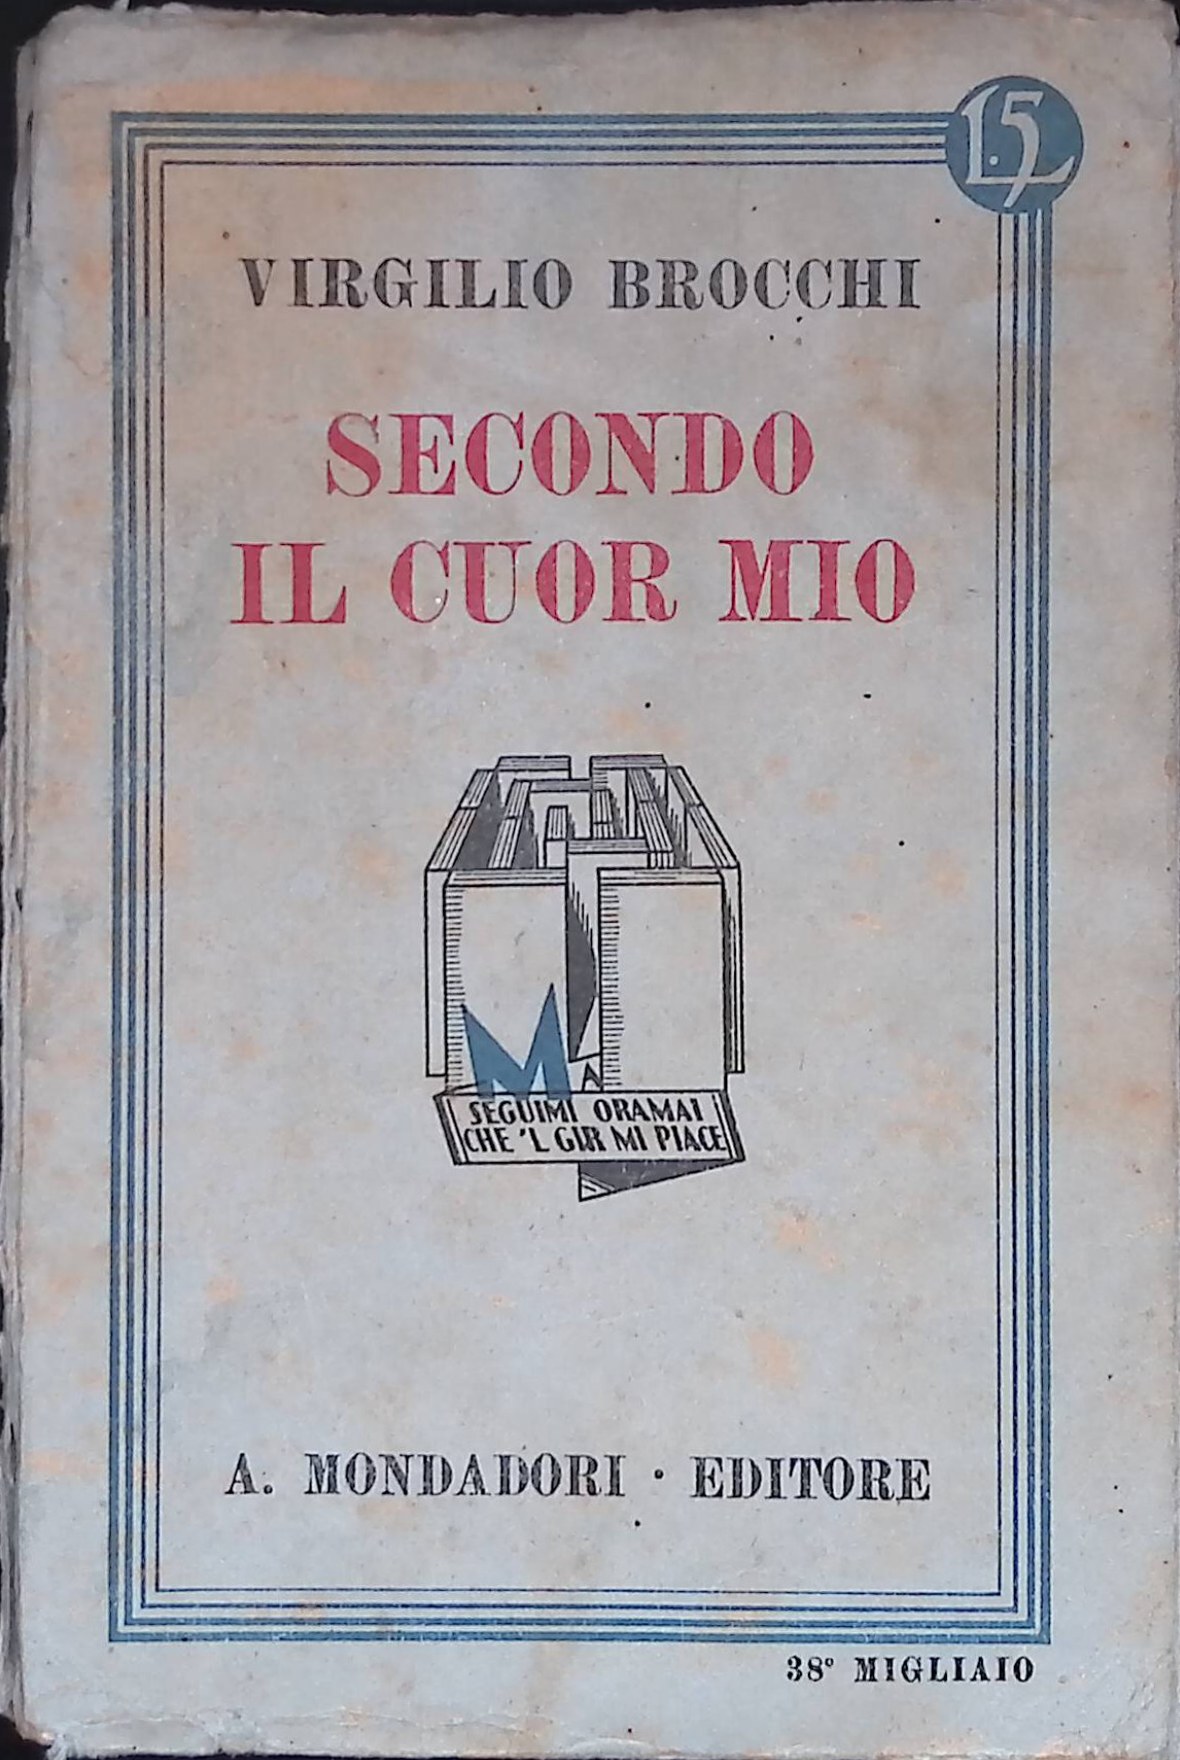 L. 5
VIRGILIO BROCCHI
SECONDO
IL CUOR MIO
M
A
SEGUIMI ORAMAI
CHE 'L GIR MI PIACE
A. MONDADORI · EDITORE
38° MIGLIAIO